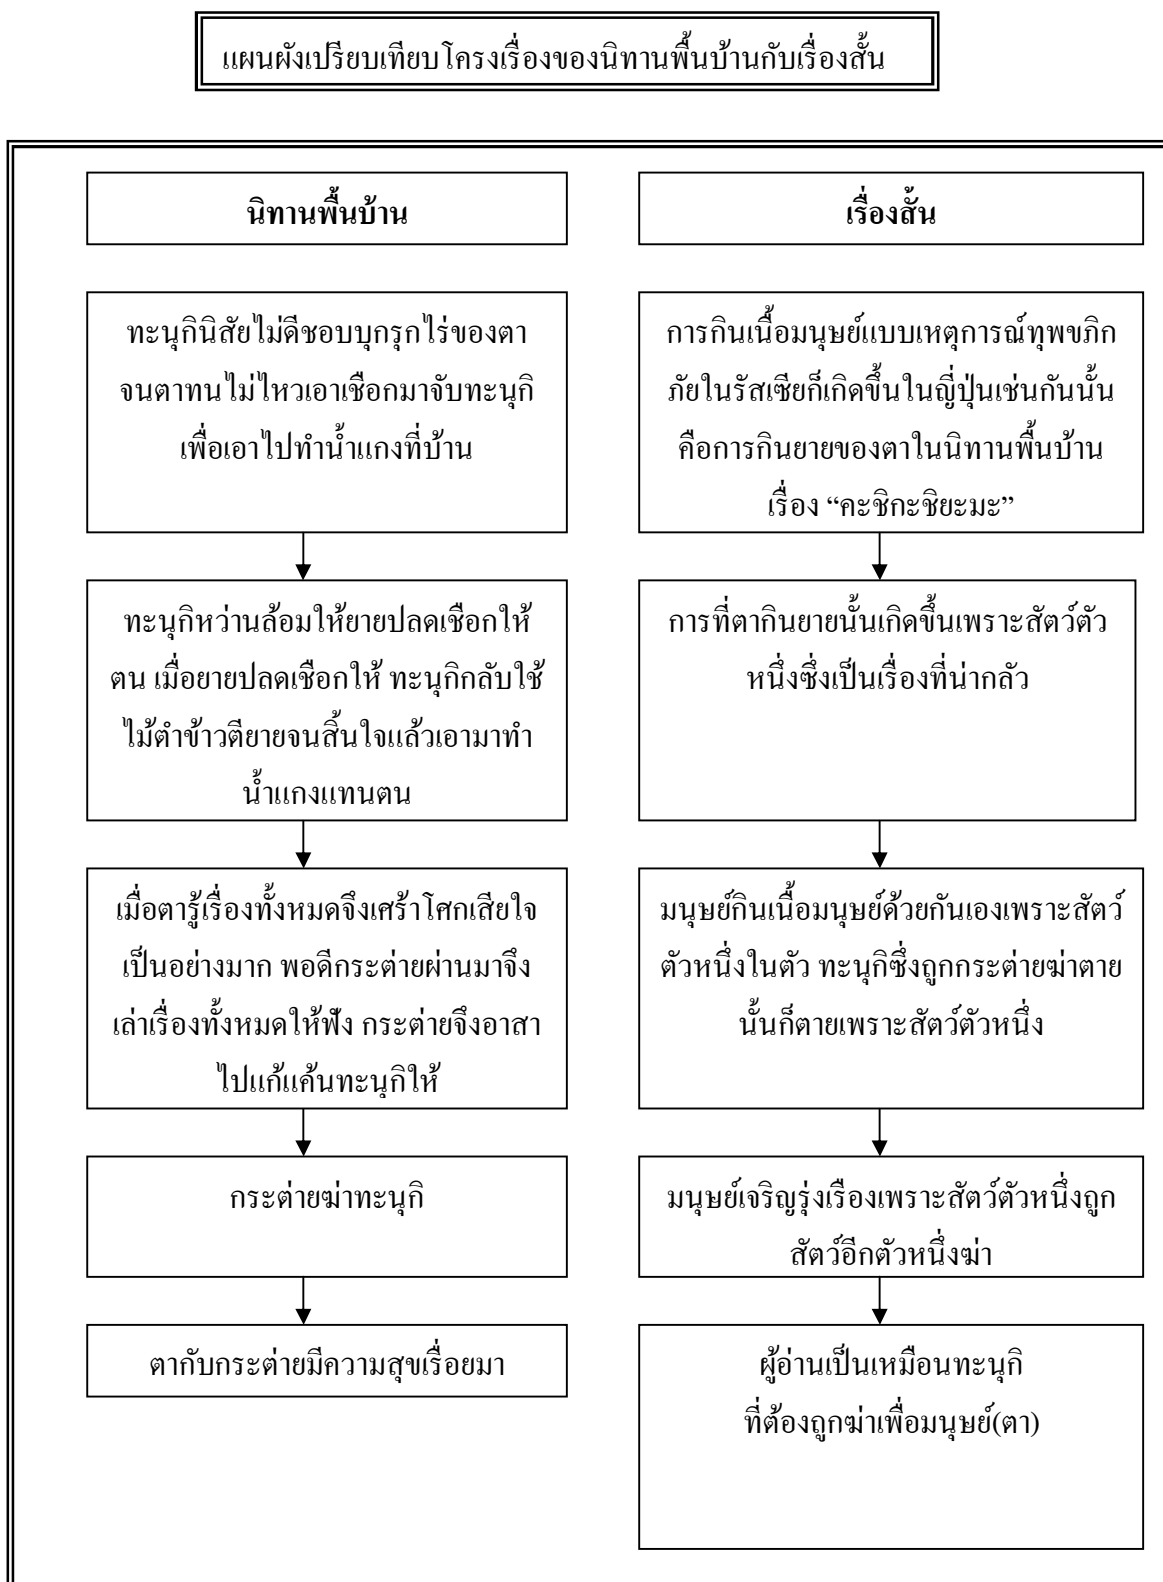 แผนผังเปรียบเทียบโครงเรื่องของนิทานพื้นบ้านกับเรื่องสั้น
นิทานพื้นบ้าน
ทะนุกินิสัยไม่ดีชอบบุกรุกไร่ของตา
จนตาทนไม่ไหวเอาเชือกมาจับทะนุกิ
เพื่อเอาไปทำน้ำแกงที่บ้าน
ทะนุกิหว่านล้อมให้ยายปลดเชือกให้
ตน เมื่อยายปลดเชือกให้ ทะนุกิกลับใช้
ไม้ตำข้าวตียายจนสิ้นใจแล้วเอามาทำ
น้ำแกงแทนตน
เมื่อตารู้เรื่องทั้งหมดจึงเศร้าโศกเสียใจ
เป็นอย่างมาก พอดีกระต่ายผ่านมาจึง
เล่าเรื่องทั้งหมดให้ฟัง กระต่ายจึงอาสา
ไปแก้แค้นทะนุกิให้
กระต่ายฆ่าทะนุกิ
ตากับกระต่ายมีความสุขเรื่อยมา
เรื่องสั้น
การกินเนื้อมนุษย์แบบเหตุการณ์ทุพขภิก
ภัยในรัสเซียก็เกิดขึ้นในญี่ปุ่นเช่นกันนั้น
คือการกินยายของตาในนิทานพื้นบ้าน
เรื่อง “คะชิกะชิยะมะ”
การที่ตากินยายนั้นเกิดขึ้นเพราะสัตว์ตัว
หนึ่งซึ่งเป็นเรื่องที่น่ากลัว
มนุษย์กินเนื้อมนุษย์ด้วยกันเองเพราะสัตว์
ตัวหนึ่งในตัว ทะนุกิซึ่งถูกกระต่ายฆ่าตาย
นั้นก็ตายเพราะสัตว์ตัวหนึ่ง
มนุษย์เจริญรุ่งเรืองเพราะสัตว์ตัวหนึ่งถูก
สัตว์อีกตัวหนึ่งฆ่า
ผู้อ่านเป็นเหมือนทะนุกิ
ที่ต้องถูกฆ่าเพื่อมนุษย์(ตา)